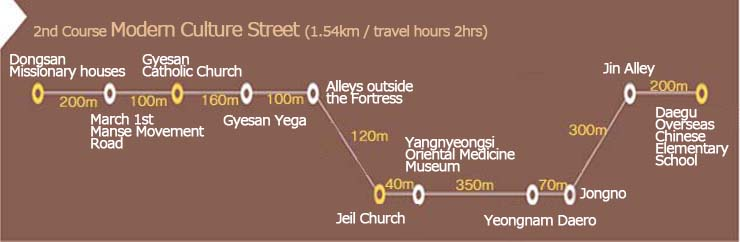 2nd Course Modern Culture Street (1.54km / travel hours 2hrs)
Dongsan
Missionary houses
200m
March 1st
Manse Movement
Road
100m
Gyesan
Catholic Church
160m
Gyesan Yega
100m
Alleys outside
the Fortress
120m
Jeil Church
40m
Yangnyeongsi
Oriental Medicine
Museum
350m
Yeongnam Daero
70m
Jongno
300m
Jin Alley
200m
Daegu
Overseas
Chinese
Elementary
School